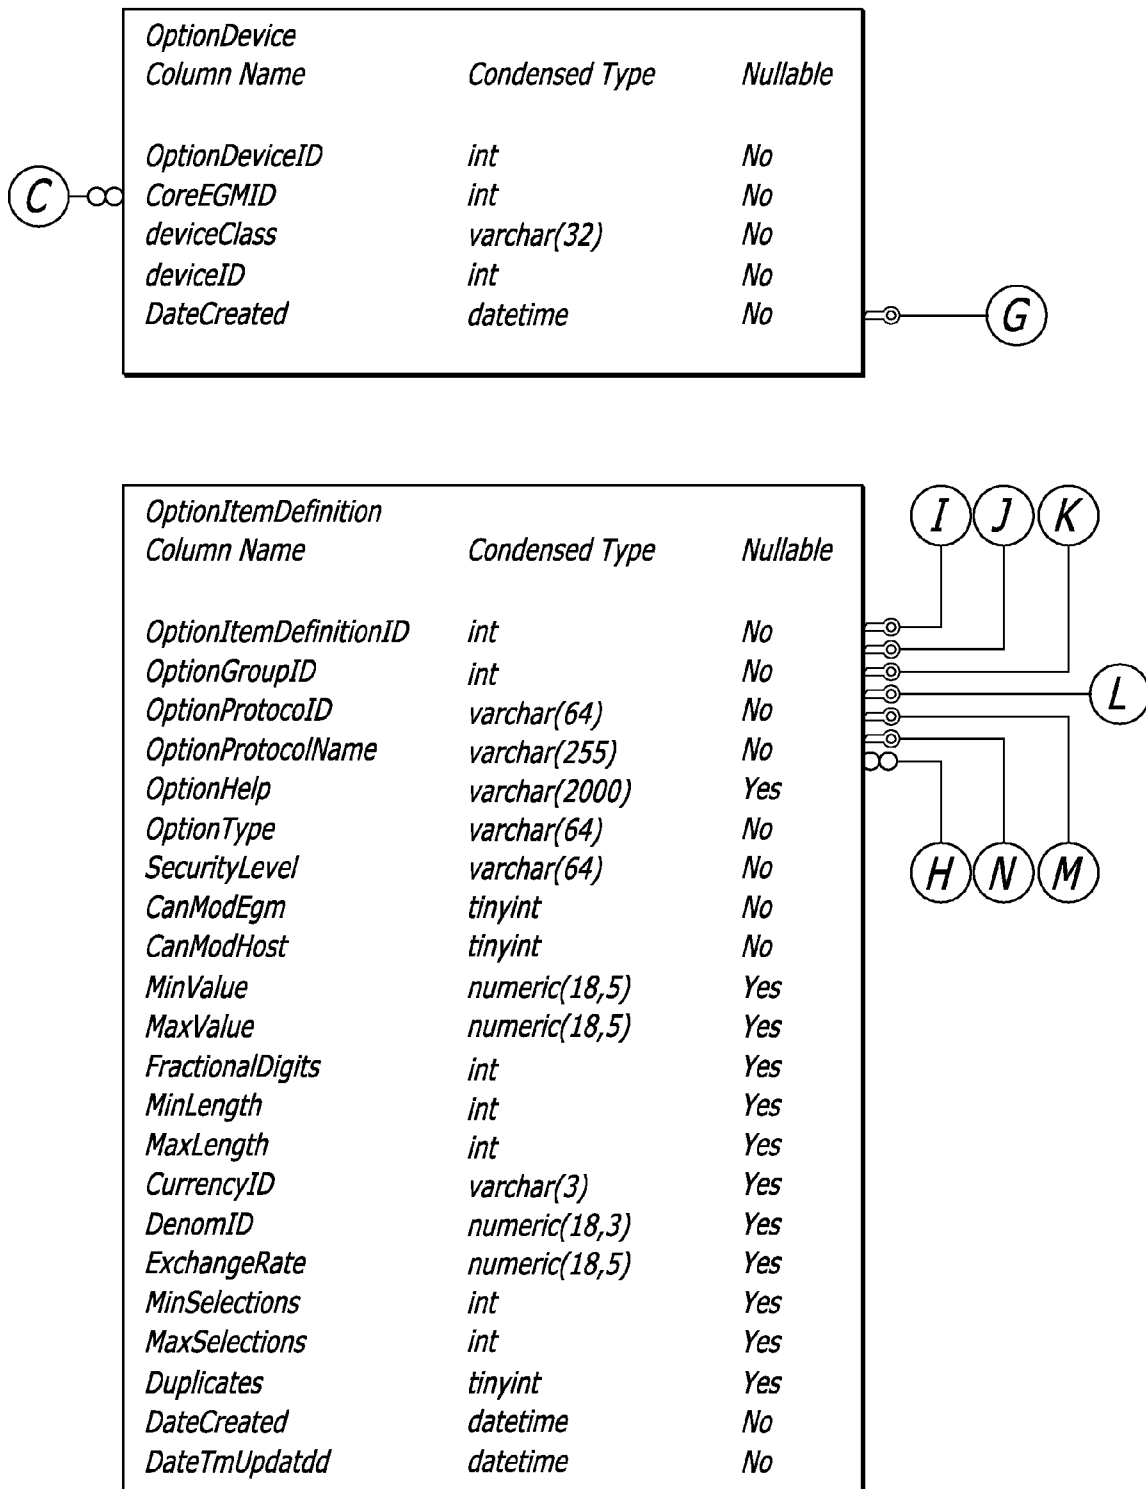 OptionDevice
Column Name Condensed Type Nullable
OptionDeviceID int No
C CoreEGMID int No
deviceClass varchar(32) No
deviceID int No
DateCreated datetime No G
OptionItemDefinition I J K
Column Name Condensed Type Nullable
OptionItemDefinitionID int No
OptionGroupID int No
OptionProtocoID varchar(64) No L
OptionProtocolName varchar(255) No
OptionHelp varchar(2000) Yes
OptionType varchar(64) No
SecurityLevel varchar(64) No H N M
CanModEgm tinyint No
CanModHost tinyint No
MinValue numeric(18,5) Yes
MaxValue numeric(18,5) Yes
FractionalDigits int Yes
MinLength int Yes
MaxLength int Yes
CurrencyID varchar(3) Yes
DenomID numeric(18,3) Yes
ExchangeRate numeric(18,5) Yes
MinSelections int Yes
MaxSelections int Yes
Duplicates tinyint Yes
DateCreated datetime No
DateTmUpdatdd datetime No